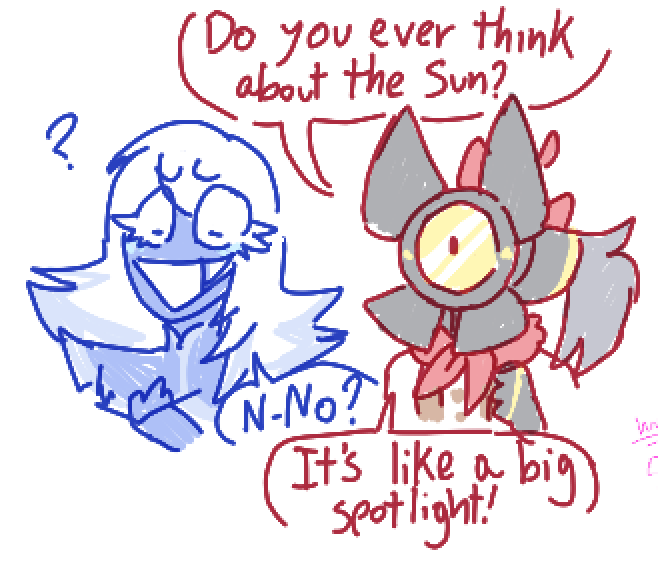 Do you ever think
about the Sun?
?
N-No?
It's like a big
spotlight!